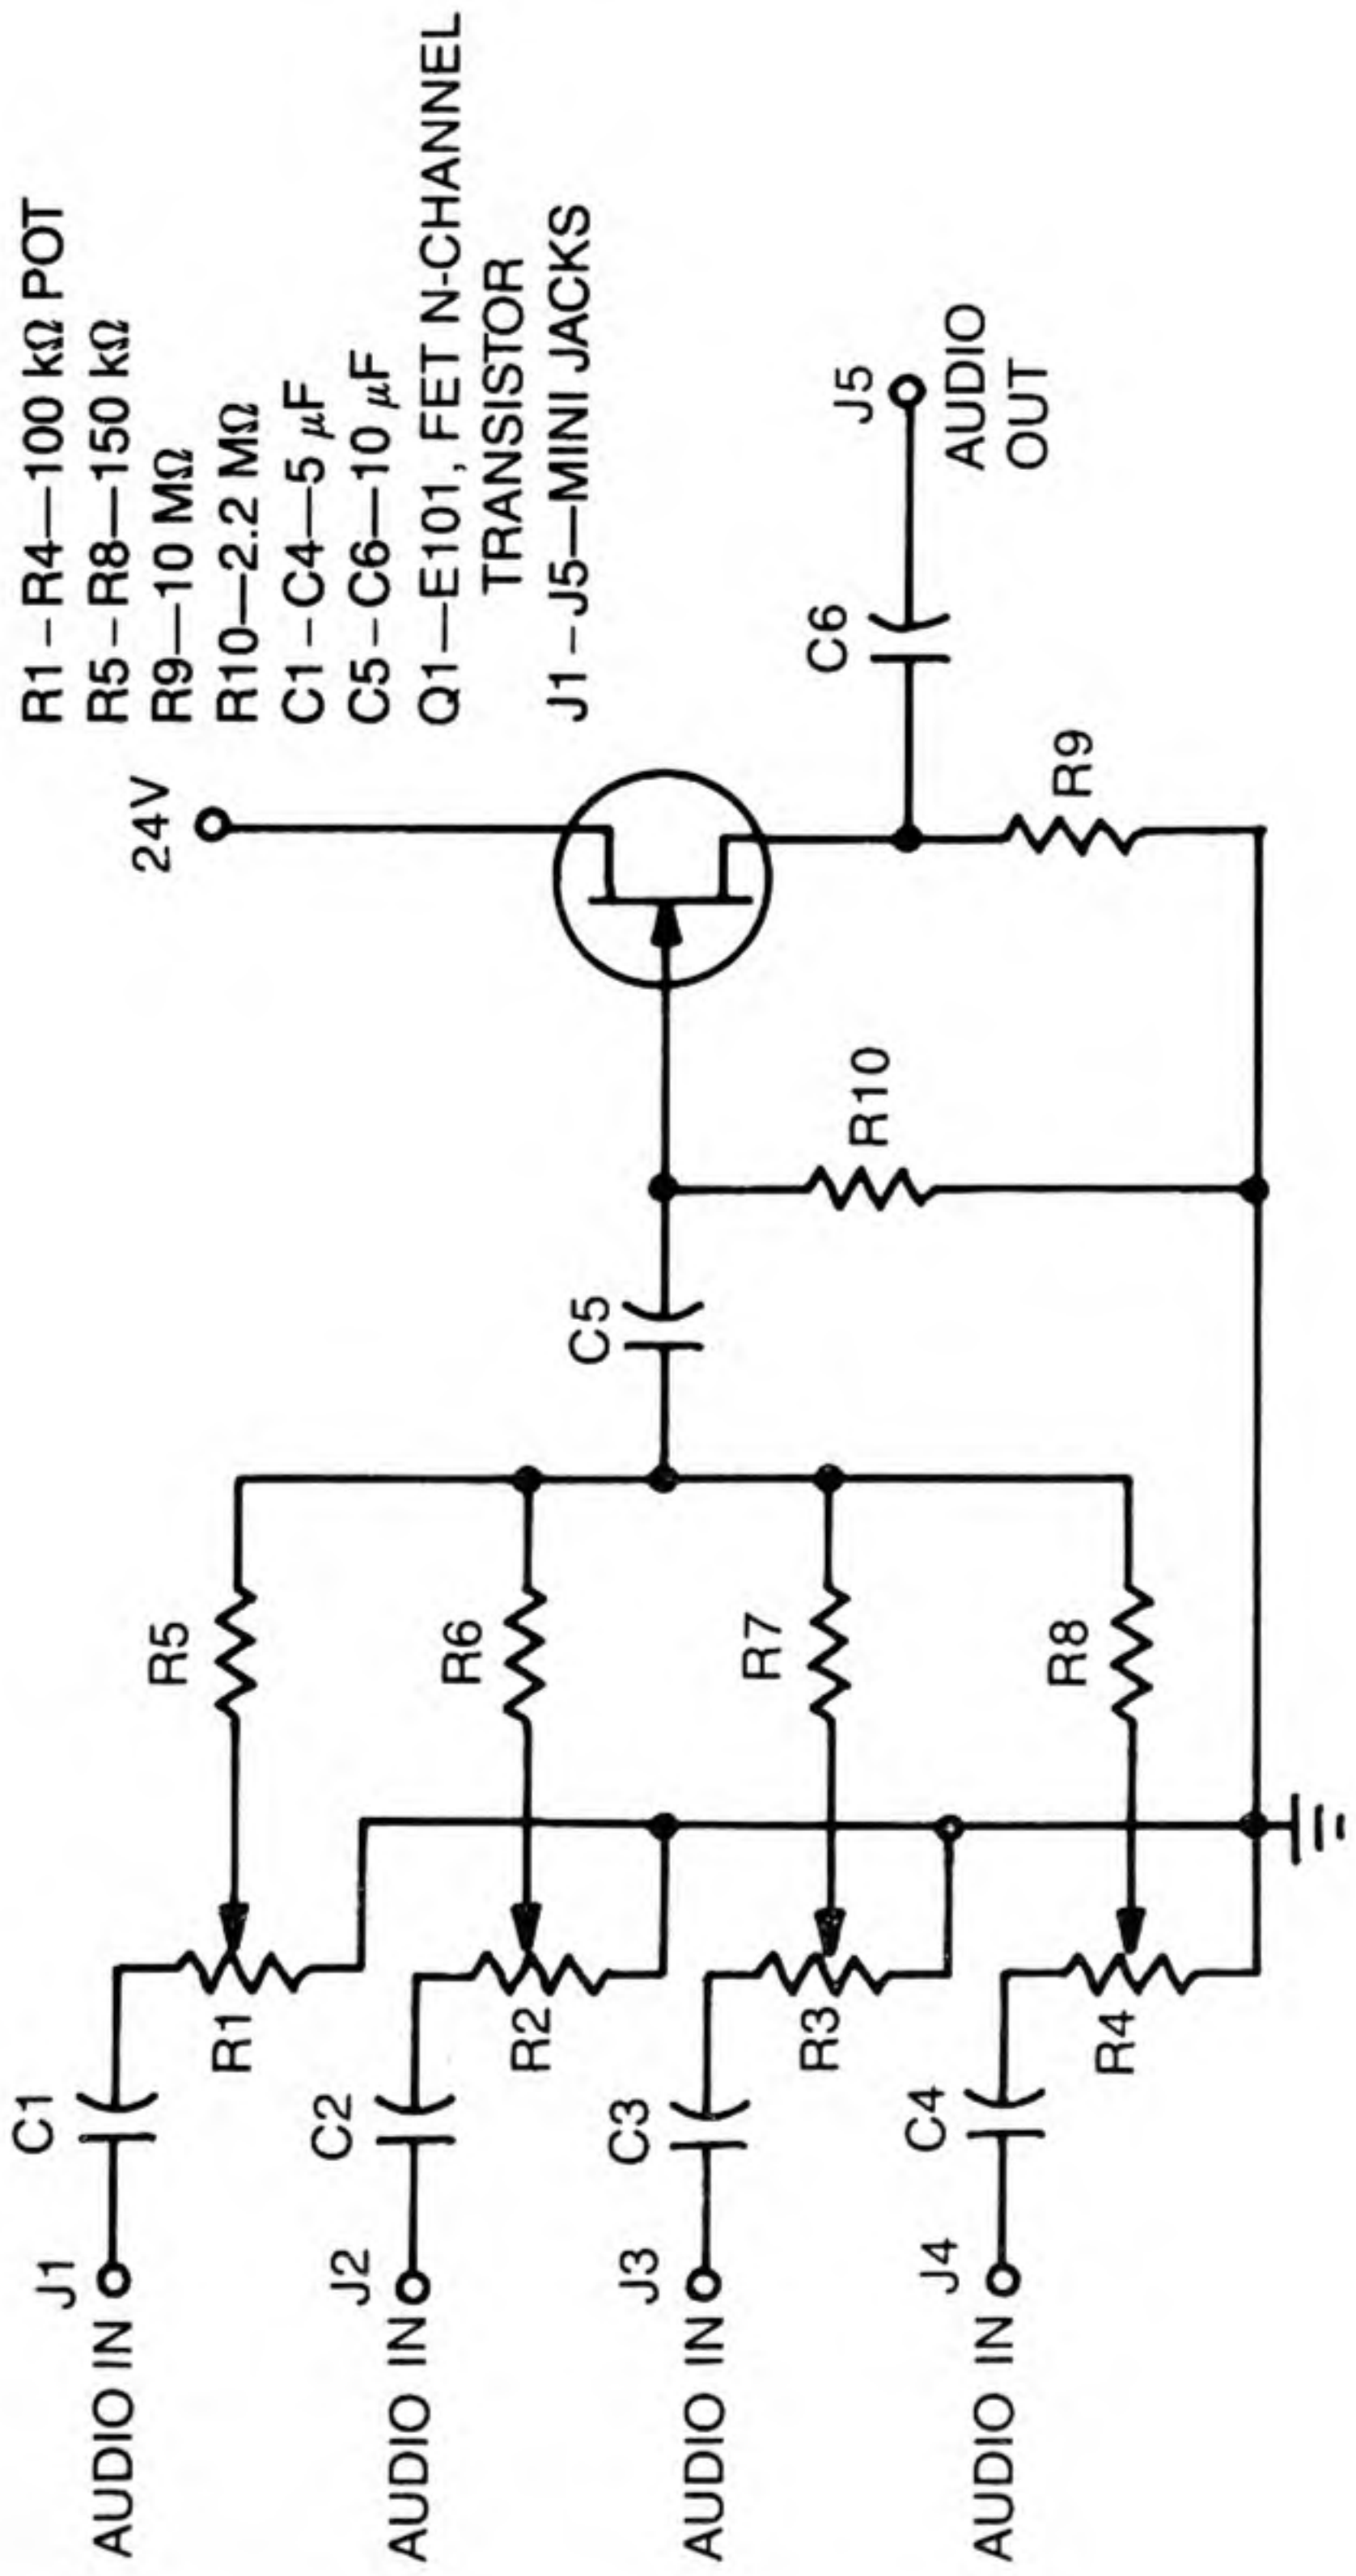 R1-R4—100 kΩ POT
R5-R8—150 kΩ
R9—10 MΩ
R10—2.2 MΩ
C1-C4—5 µF
C5-C6—10 µF
Q1—E101, FET N-CHANNEL
TRANSISTOR
J1-J5—MINI JACKS
24V
AUDIO IN
J1
C1
R1
R5
AUDIO IN
J2
C2
R2
R6
AUDIO IN
J3
C3
R3
R7
AUDIO IN
J4
C4
R4
R8
C5
R10
R9
C6
J5
AUDIO
OUT